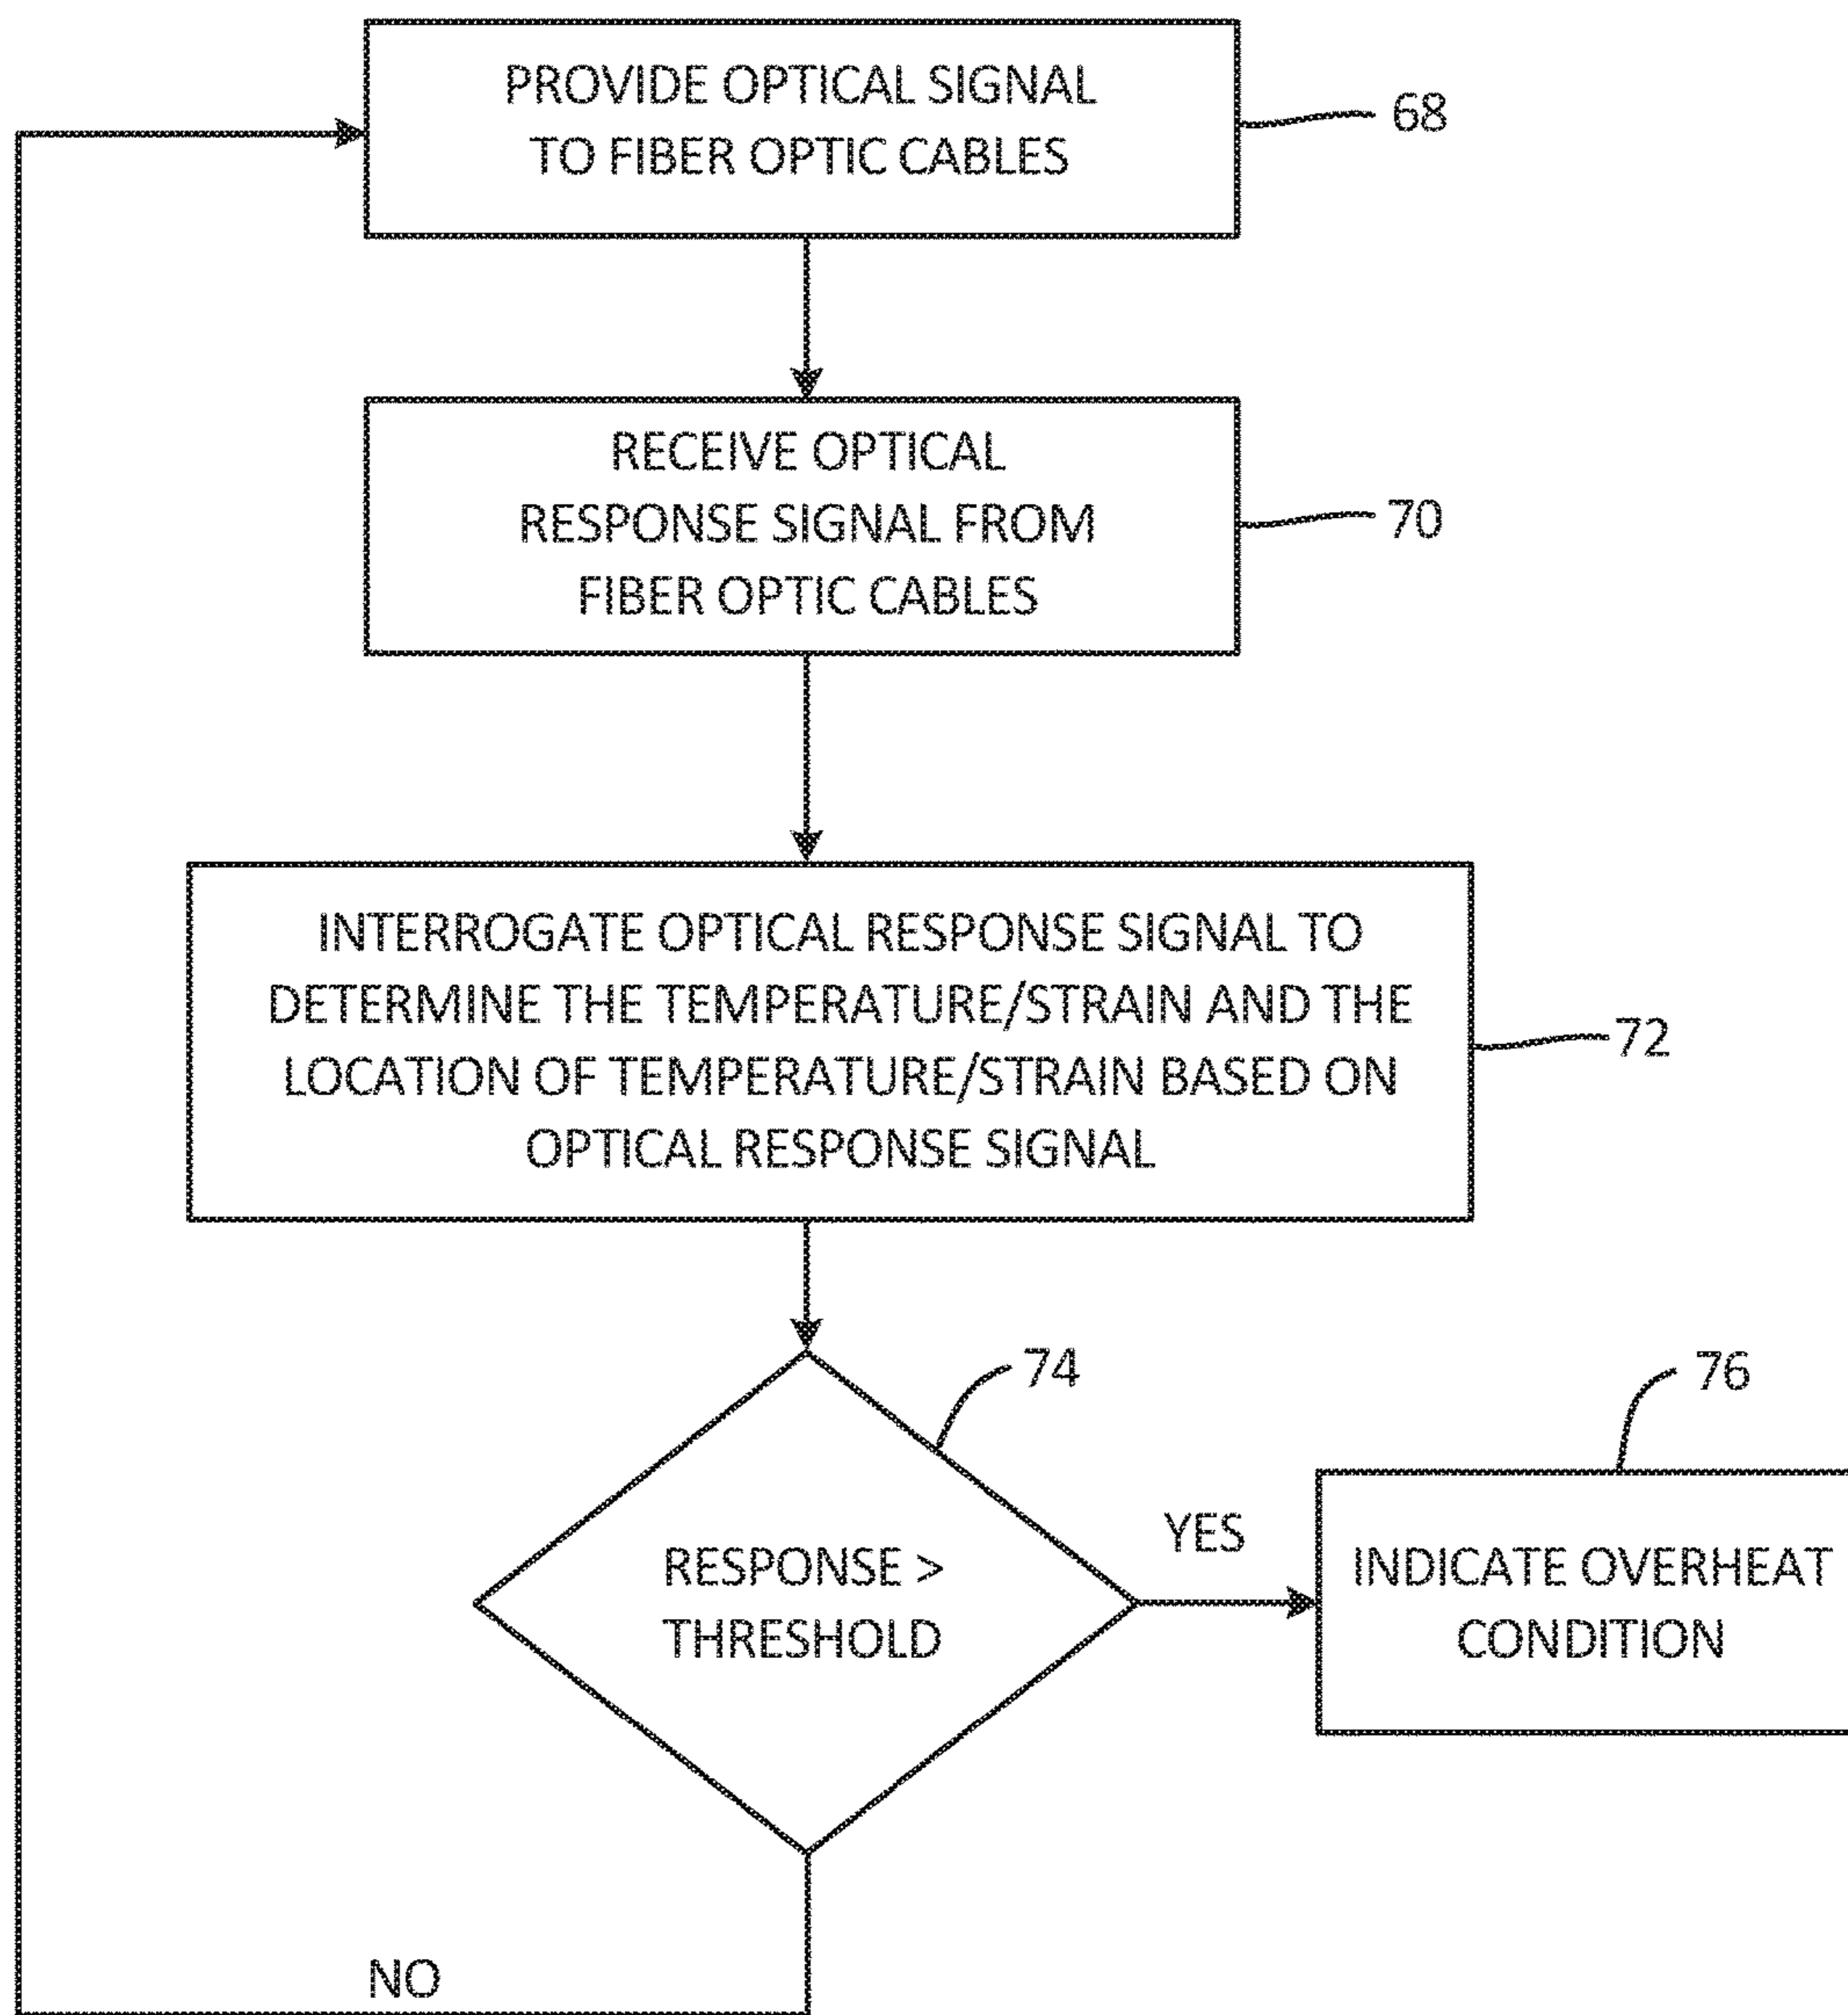 PROVIDE OPTICAL SIGNAL
TO FIBER OPTIC CABLES
68
RECEIVE OPTICAL
RESPONSE SIGNAL FROM
FIBER OPTIC CABLES
70
INTERROGATE OPTICAL RESPONSE SIGNAL TO
DETERMINE THE TEMPERATURE/STRAIN AND THE
LOCATION OF TEMPERATURE/STRAIN BASED ON
OPTICAL RESPONSE SIGNAL
72
74
RESPONSE >
THRESHOLD
YES
76
INDICATE OVERHEAT
CONDITION
NO